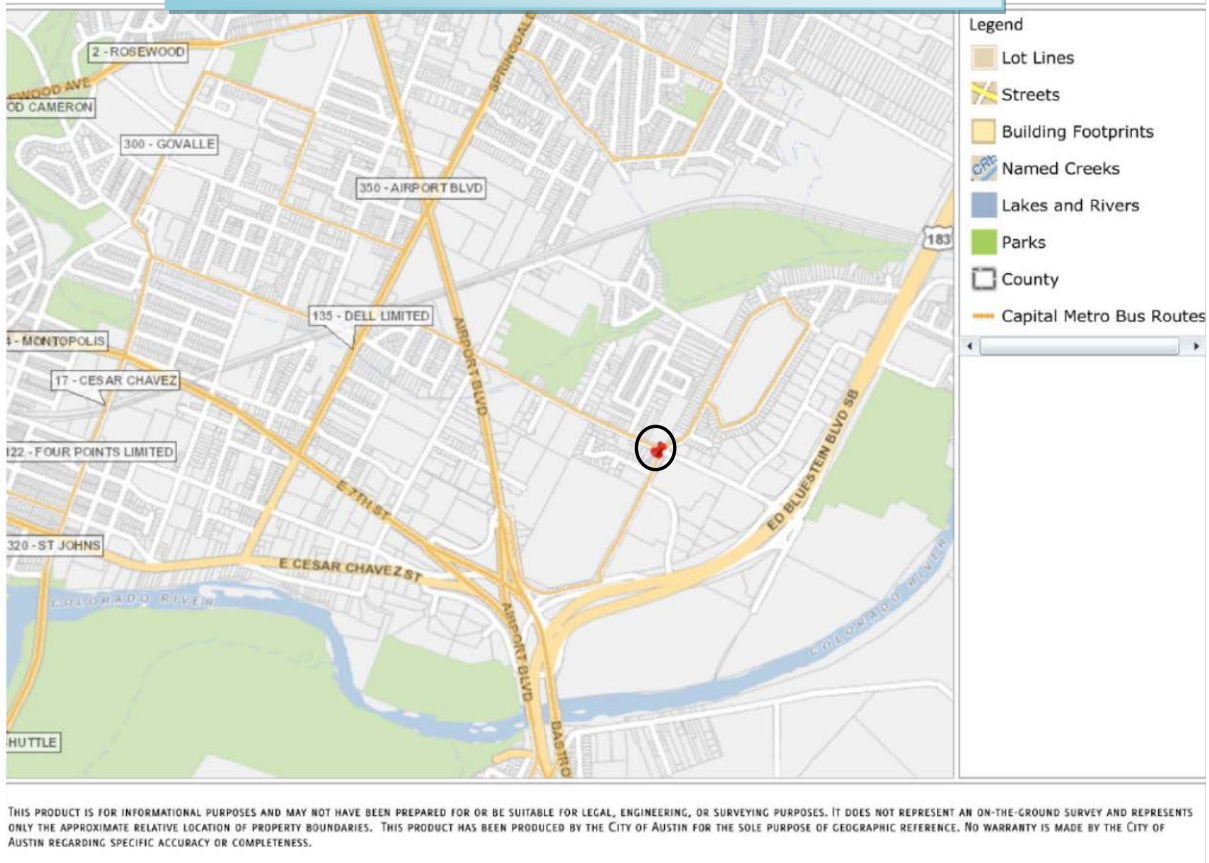 2 - ROSEWOOD
EWOOD AVE
OD CAMERON
300 - GOVALLE
SPRINGDALE
350 - AIRPORT BLVD
183
135 - DELL LIMITED
4 - MONTOPOLIS
17 - CESAR CHAVEZ
AIRPORT BLVD
122 - FOUR POINTS LIMITED
E 7TH ST
ED BLUESTEIN BLVD SB
320 - ST JOHNS
E CESAR CHAVEZ ST
COLORADO RIVER
AIRPORT BLVD
COLORADO RIVER
BASTRO
HUTTLE
Legend
Lot Lines
Streets
Building Footprints
CRE
Named Creeks
Lakes and Rivers
Parks
County
Capital Metro Bus Routes
THIS PRODUCT IS FOR INFORMATIONAL PURPOSES AND MAY NOT HAVE BEEN PREPARED FOR OR BE SUITABLE FOR LEGAL, ENGINEERING, OR SURVEYING PURPOSES. IT DOES NOT REPRESENT AN ON-THE-GROUND SURVEY AND REPRESENTS
ONLY THE APPROXIMATE RELATIVE LOCATION OF PROPERTY BOUNDARIES. THIS PRODUCT HAS BEEN PRODUCED BY THE CITY OF AUSTIN FOR THE SOLE PURPOSE OF GEOGRAPHIC REFERENCE. NO WARRANTY IS MADE BY THE CITY OF
AUSTIN REGARDING SPECIFIC ACCURACY OR COMPLETENESS.